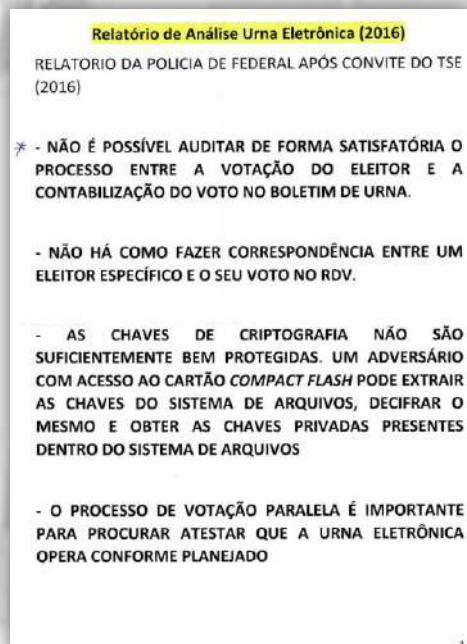 Relatório de Análise Urna Eletrônica (2016)
RELATORIO DA POLICIA DE FEDERAL APÓS CONVITE DO TSE
(2016)
* - NÃO É POSSÍVEL AUDITAR DE FORMA SATISFATÓRIA O
PROCESSO ENTRE A VOTAÇÃO DO ELEITOR E A
CONTABILIZAÇÃO DO VOTO NO BOLETIM DE URNA.
- NÃO HÁ COMO FAZER CORRESPONDÊNCIA ENTRE UM
ELEITOR ESPECÍFICO E O SEU VOTO NO RDV.
- AS CHAVES DE CRIPTOGRAFIA NÃO SÃO
SUFICIENTEMENTE BEM PROTEGIDAS. UM ADVERSÁRIO
COM ACESSO AO CARTÃO COMPACT FLASH PODE EXTRAIR
AS CHAVES DO SISTEMA DE ARQUIVOS, DECIFRAR O
MESMO E OBTER AS CHAVES PRIVADAS PRESENTES
DENTRO DO SISTEMA DE ARQUIVOS
- O PROCESSO DE VOTAÇÃO PARALELA É IMPORTANTE
PARA PROCURAR ATESTAR QUE A URNA ELETRÔNICA
OPERA CONFORME PLANEJADO